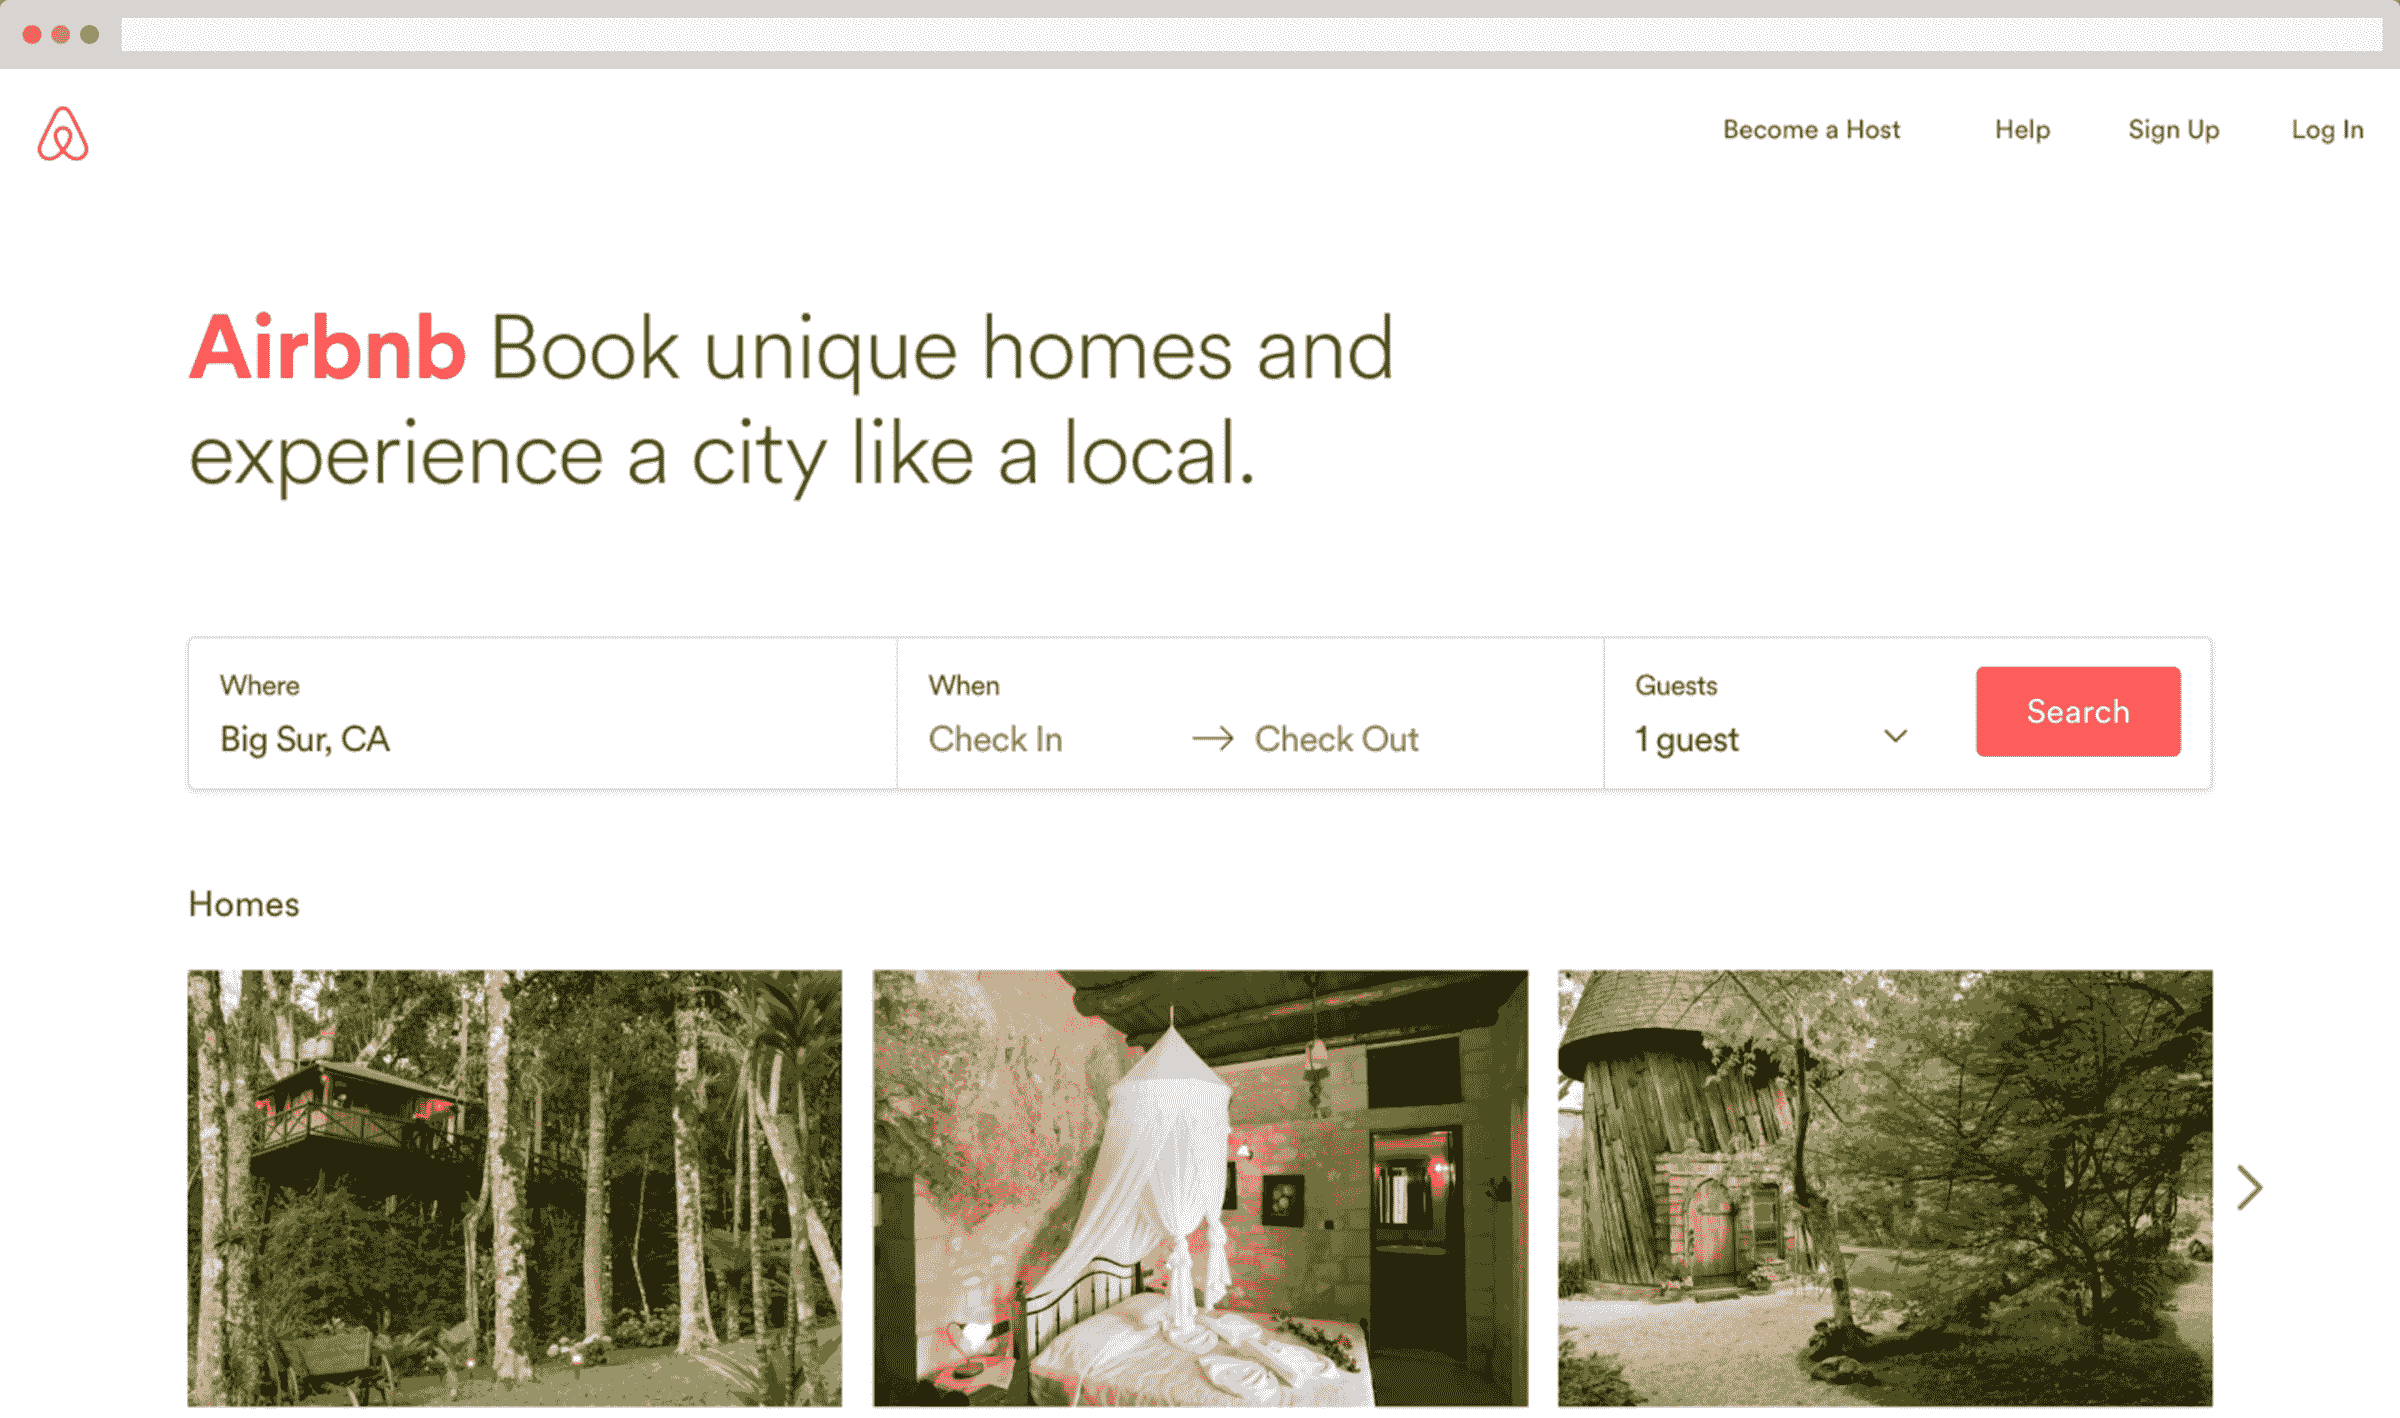 Become a Host Help Sign Up Log In
Airbnb Book unique homes and
experience a city like a local.
Where
Big Sur, CA
When
Check In → Check Out
Guests
1 guest
Search
Homes